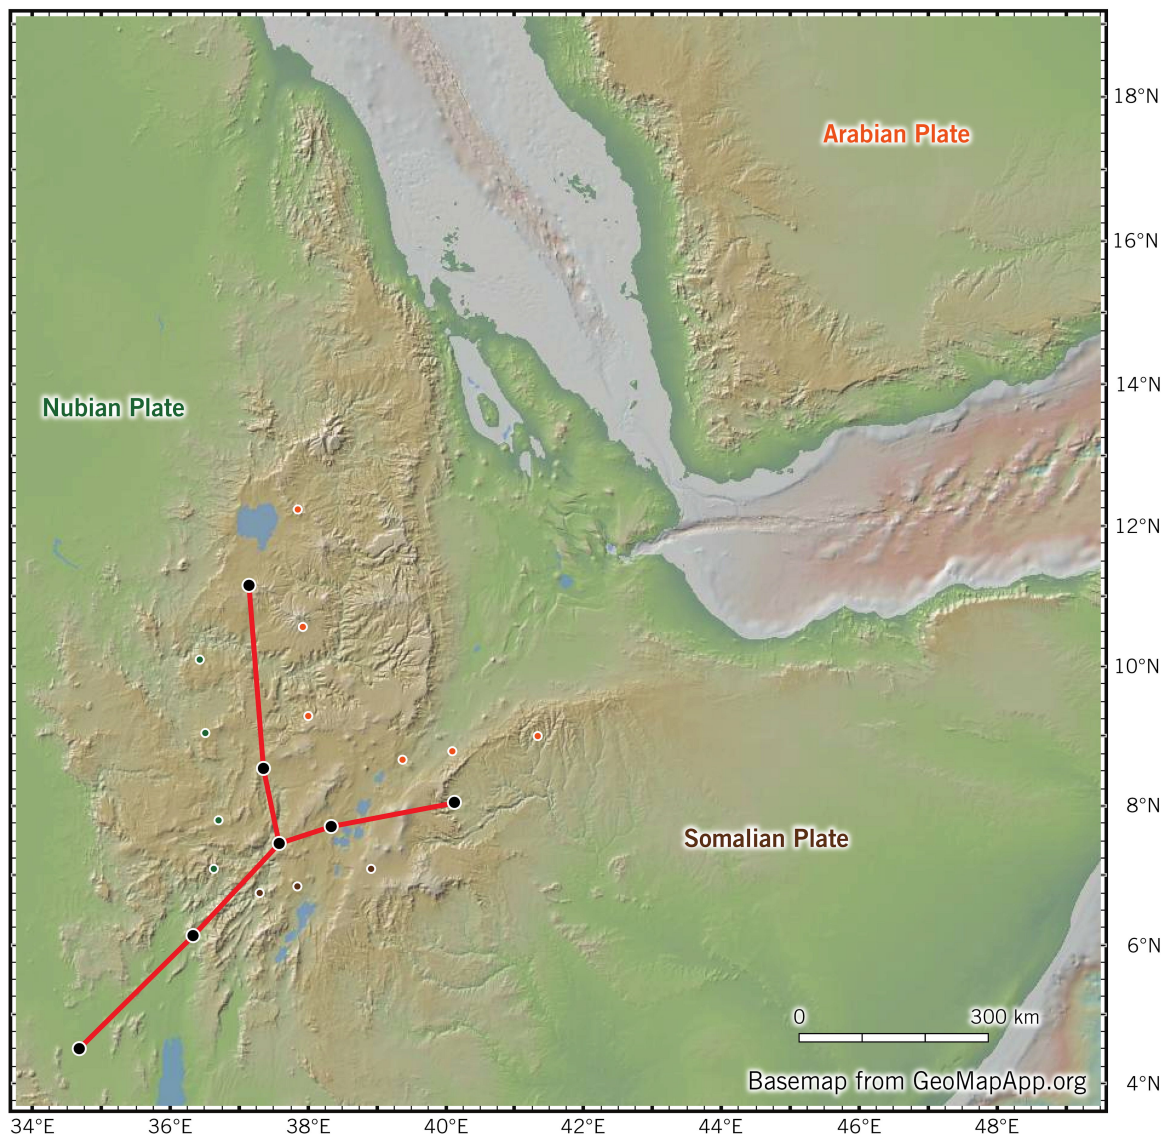 18°N
Arabian Plate
16°N
14°N
Nubian Plate
12°N
10°N
8°N
Somalian Plate
6°N
0 300 km
Basemap from GeoMapApp.org
4°N
34°E 36°E 38°E 40°E 42°E 44°E 46°E 48°E